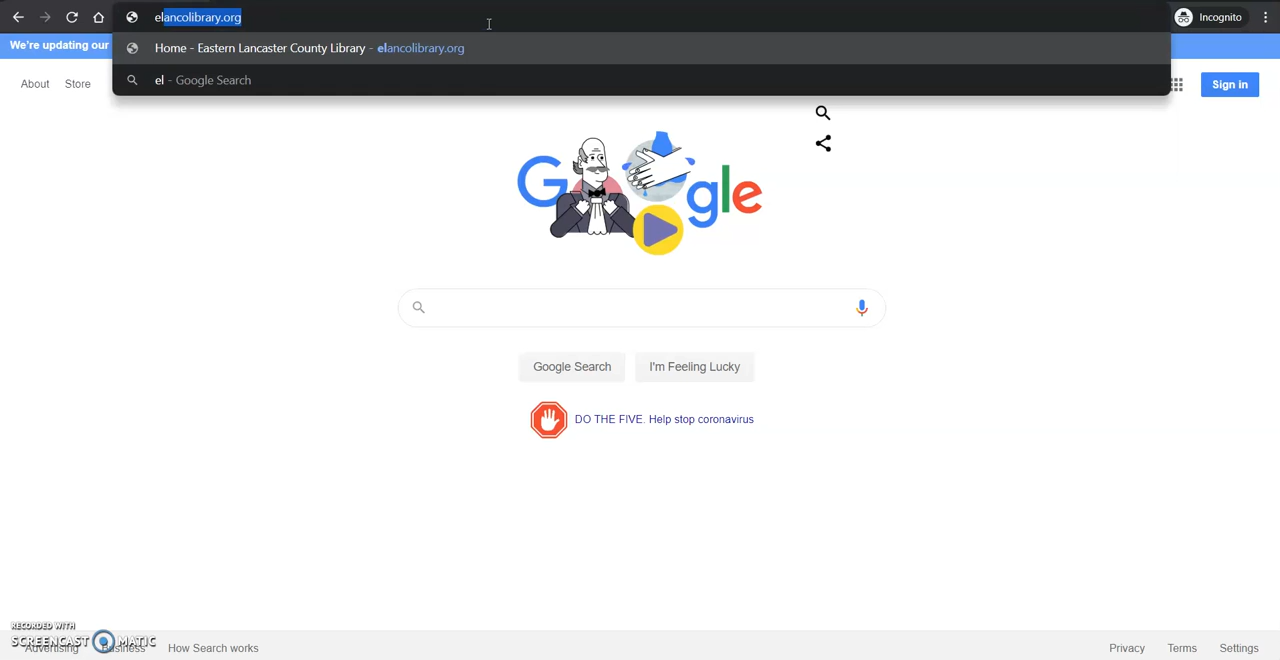 elancolibrary.org
Incognito
Home - Eastern Lancaster County Library - elancolibrary.org
el - Google Search
We're updating our
About Store
Sign in
Google
Google Search I'm Feeling Lucky
DO THE FIVE. Help stop coronavirus
RECORDED WITH
SCREENCAST MATIC
Advertising Business How Search works
Privacy Terms Settings